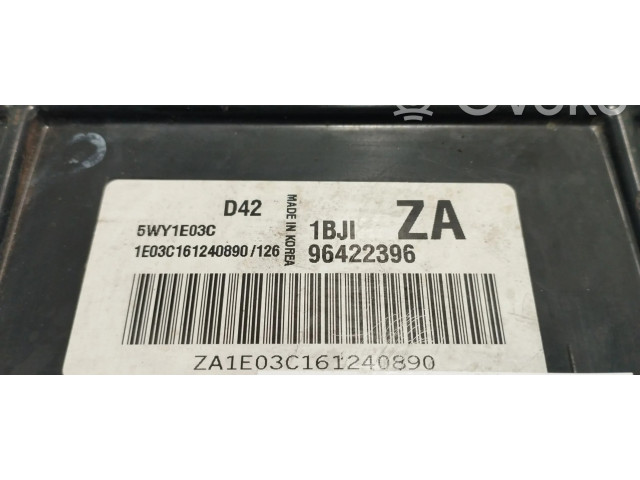 D42
5WY1E03C
1E03C161240890/126
MADE IN KOREA
1BJI ZA
96422396
ZA1E03C161240890